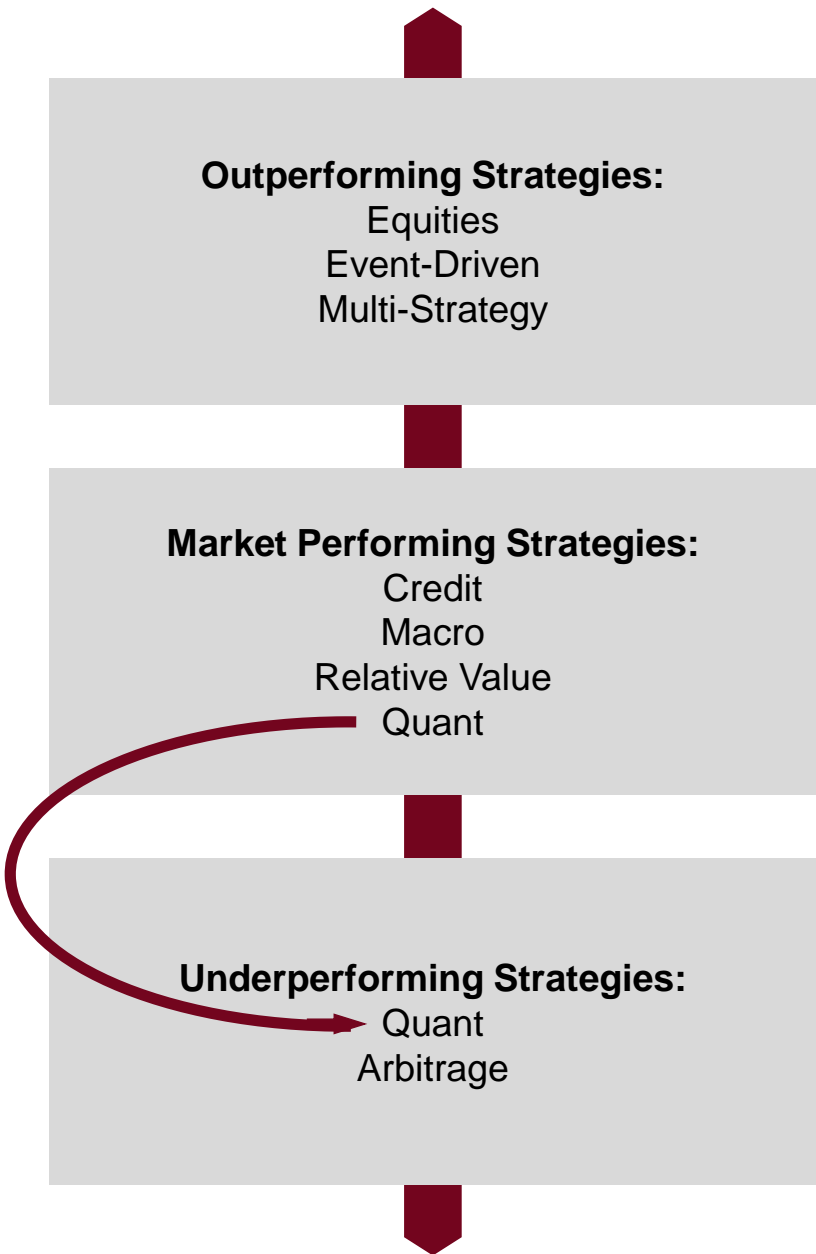 Outperforming Strategies:
Equities
Event-Driven
Multi-Strategy
Market Performing Strategies:
Credit
Macro
Relative Value
Quant
Underperforming Strategies:
Quant
Arbitrage